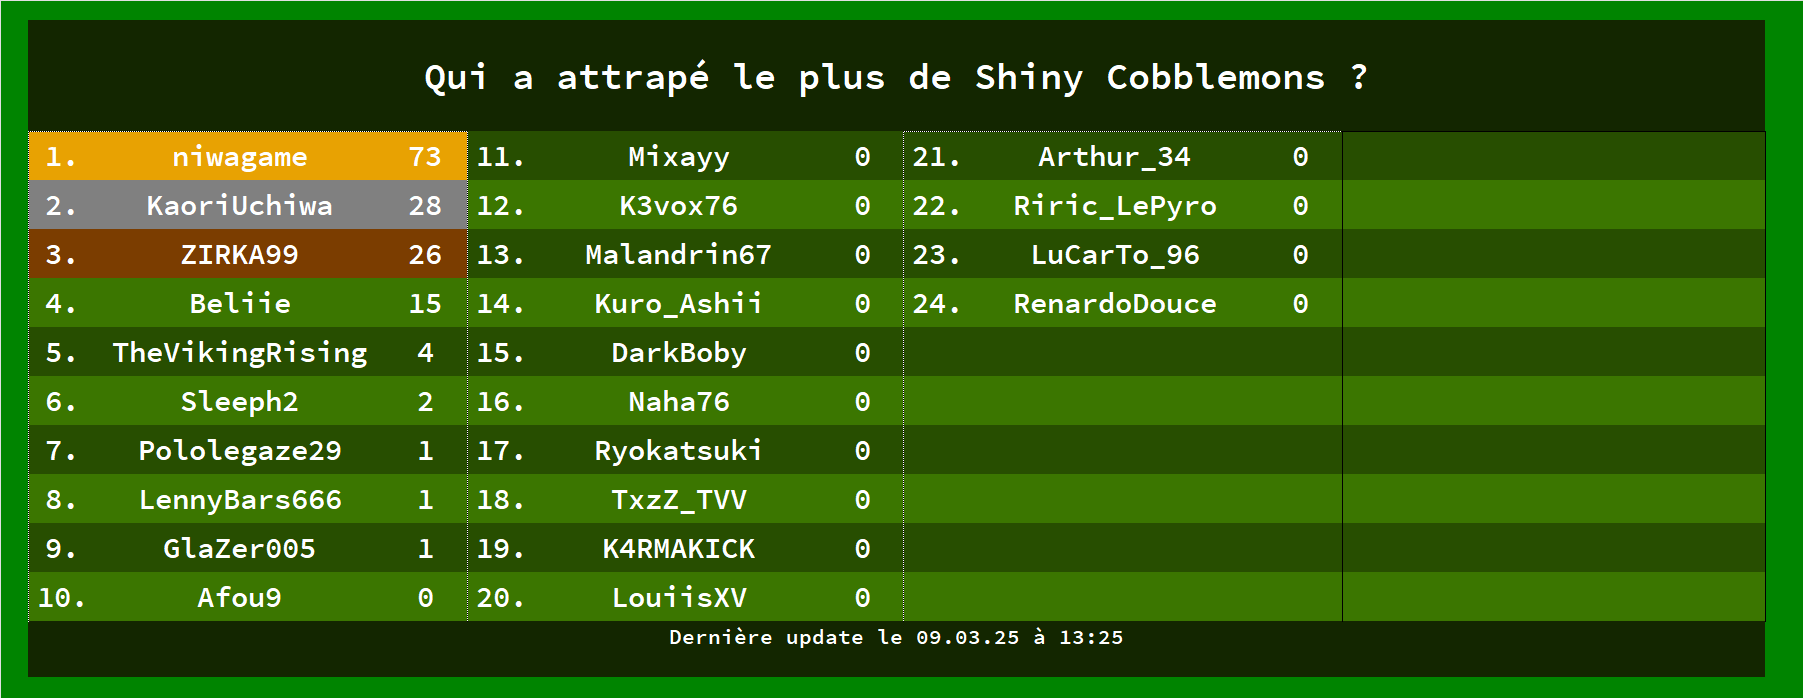 Qui a attrapé le plus de Shiny Cobblemons ?
1. niwagame 73
2. KaoriUchiwa 28
3. ZIRKA99 26
4. Beliie 15
5. TheVikingRising 4
6. Sleeph2 2
7. Pololegaze29 1
8. LennyBars666 1
9. GlaZer005 1
10. Afou9 0
11. Mixayy 0
12. K3vox76 0
13. Malandrin67 0
14. Kuro_Ashii 0
15. DarkBoby 0
16. Naha76 0
17. Ryokatsuki 0
18. TxzZ_TVV 0
19. K4RMAKICK 0
20. LouiisXV 0
21. Arthur_34 0
22. Riric_LePyro 0
23. LuCarTo_96 0
24. RenardoDouce 0
Dernière update le 09.03.25 à 13:25